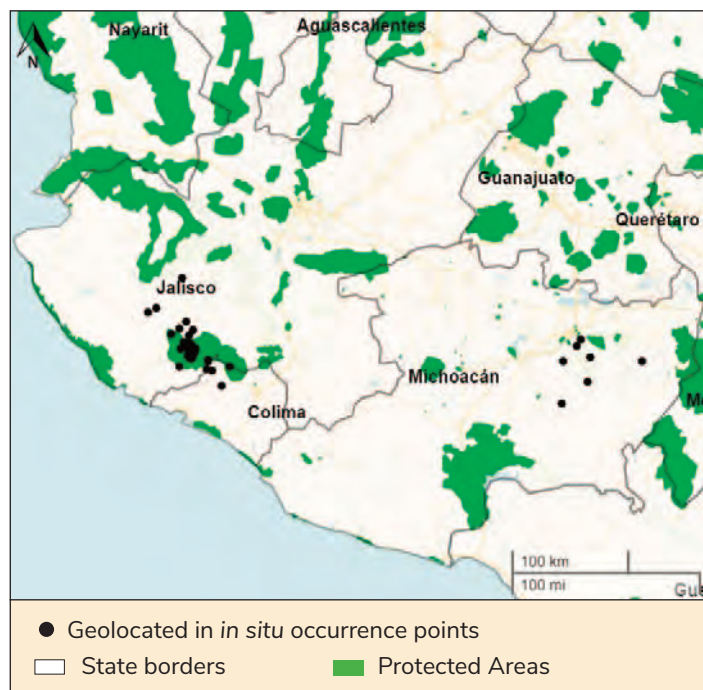 Nayarit
Aguascalientes
N
Guanajuato
Querétaro
Jalisco
Michoacán
Colima
100 km
100 mi
Geolocated in in situ occurrence points
State borders
Protected Areas